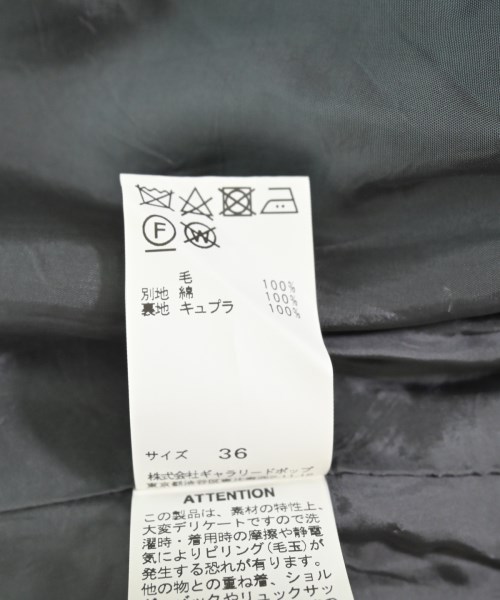 F
W
毛 100%
別地 綿 100%
裏地 キュプラ 100%
サイズ 36
株式会社ギャラリードポップ
ATTENTION
この製品は、素材の特性上、
大変デリケートですので洗
濯時・着用時の摩擦や静電
気によりピリング(毛玉)が
発生する恐れが有ります。
他の物との重ね着、ショル